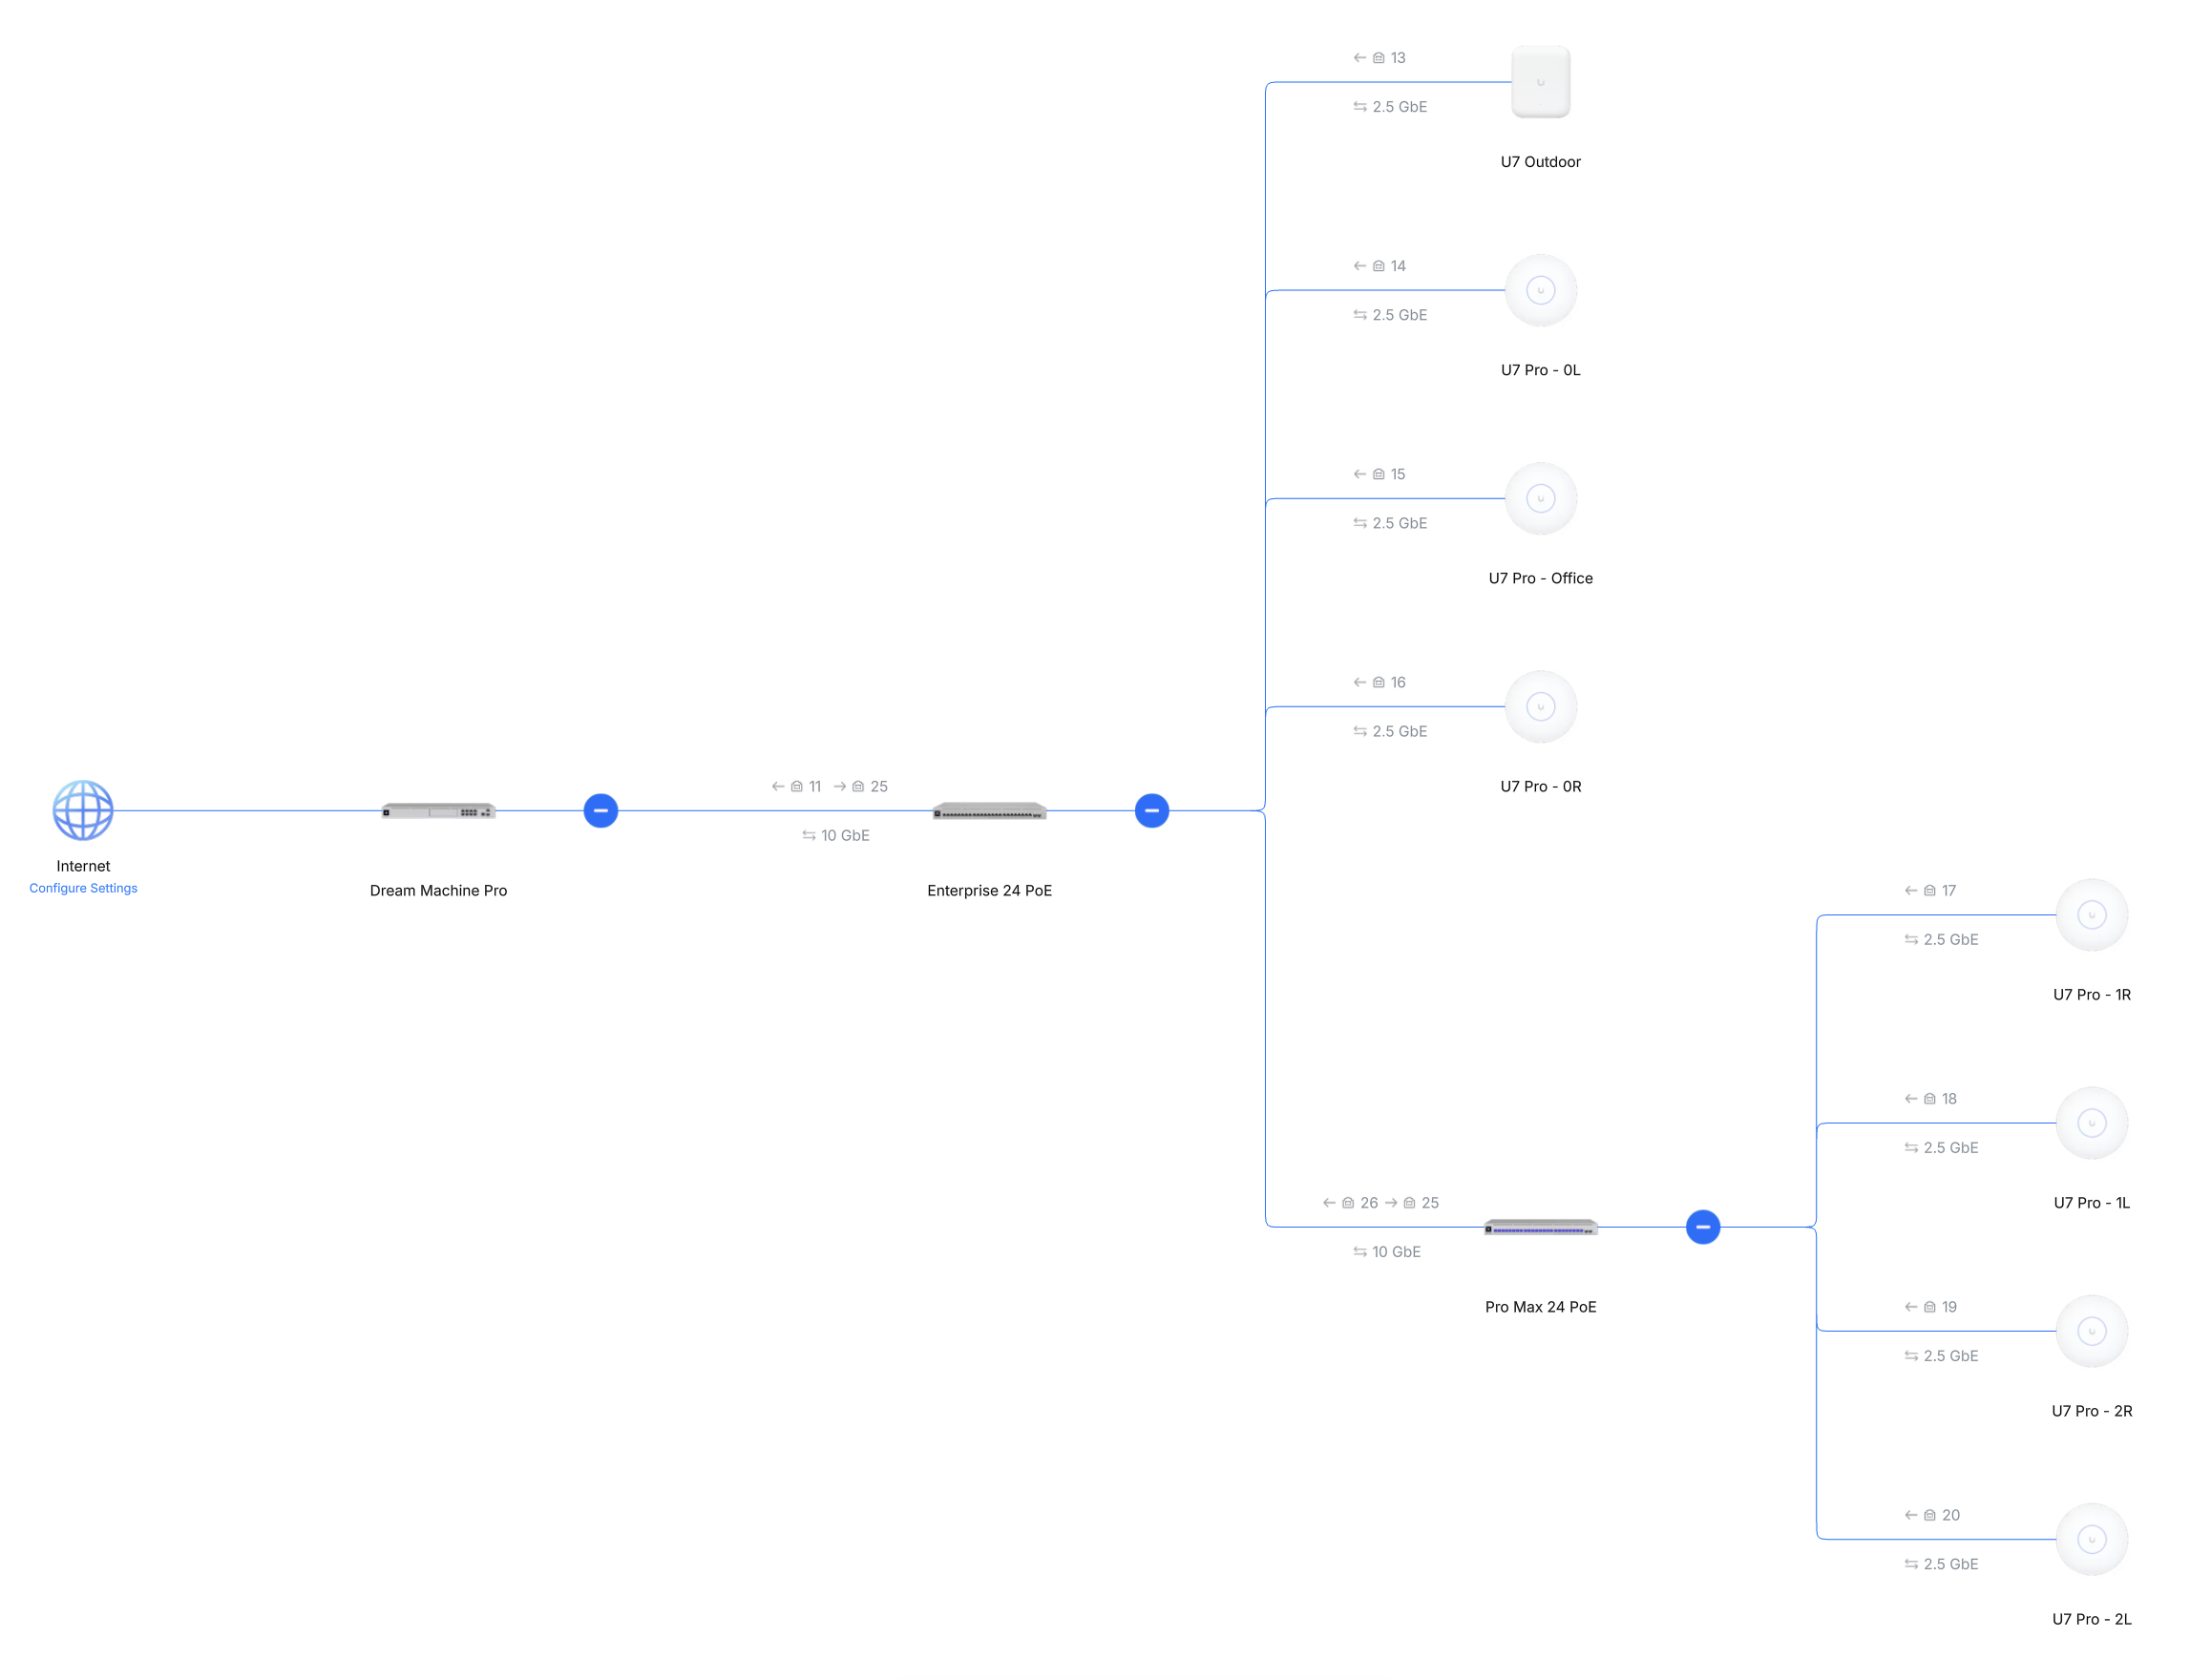 13
2.5 GbE
U7 Outdoor
14
2.5 GbE
U7 Pro - 0L
15
2.5 GbE
U7 Pro - Office
16
2.5 GbE
U7 Pro - 0R
Internet
Configure Settings
Dream Machine Pro
11 25
10 GbE
Enterprise 24 PoE
26 25
10 GbE
Pro Max 24 PoE
17
2.5 GbE
U7 Pro - 1R
18
2.5 GbE
U7 Pro - 1L
19
2.5 GbE
U7 Pro - 2R
20
2.5 GbE
U7 Pro - 2L